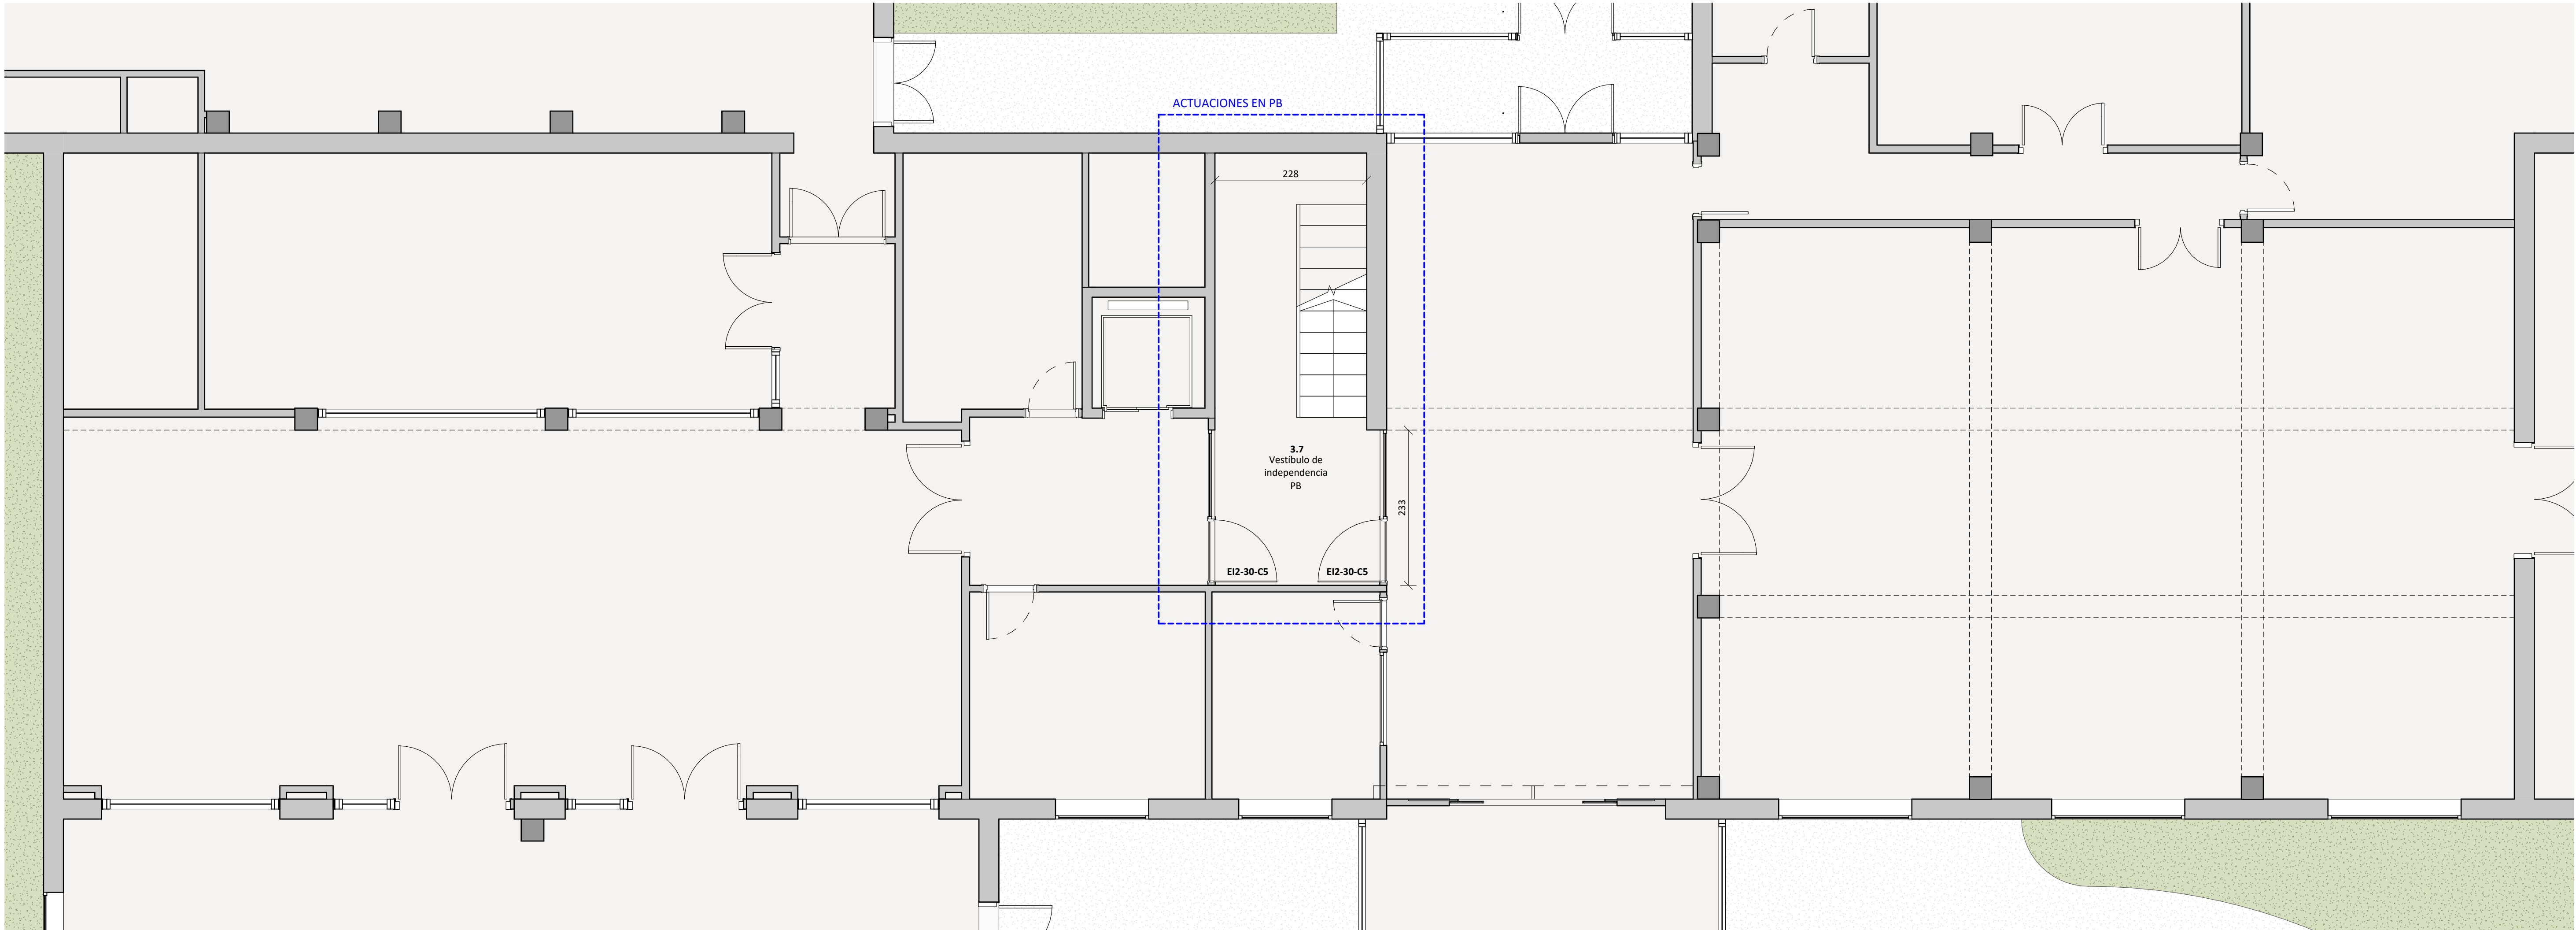 ACTUACIONES EN PB
228
3.7
Vestíbulo de
independencia
PB
233
EI2-30-C5
EI2-30-C5